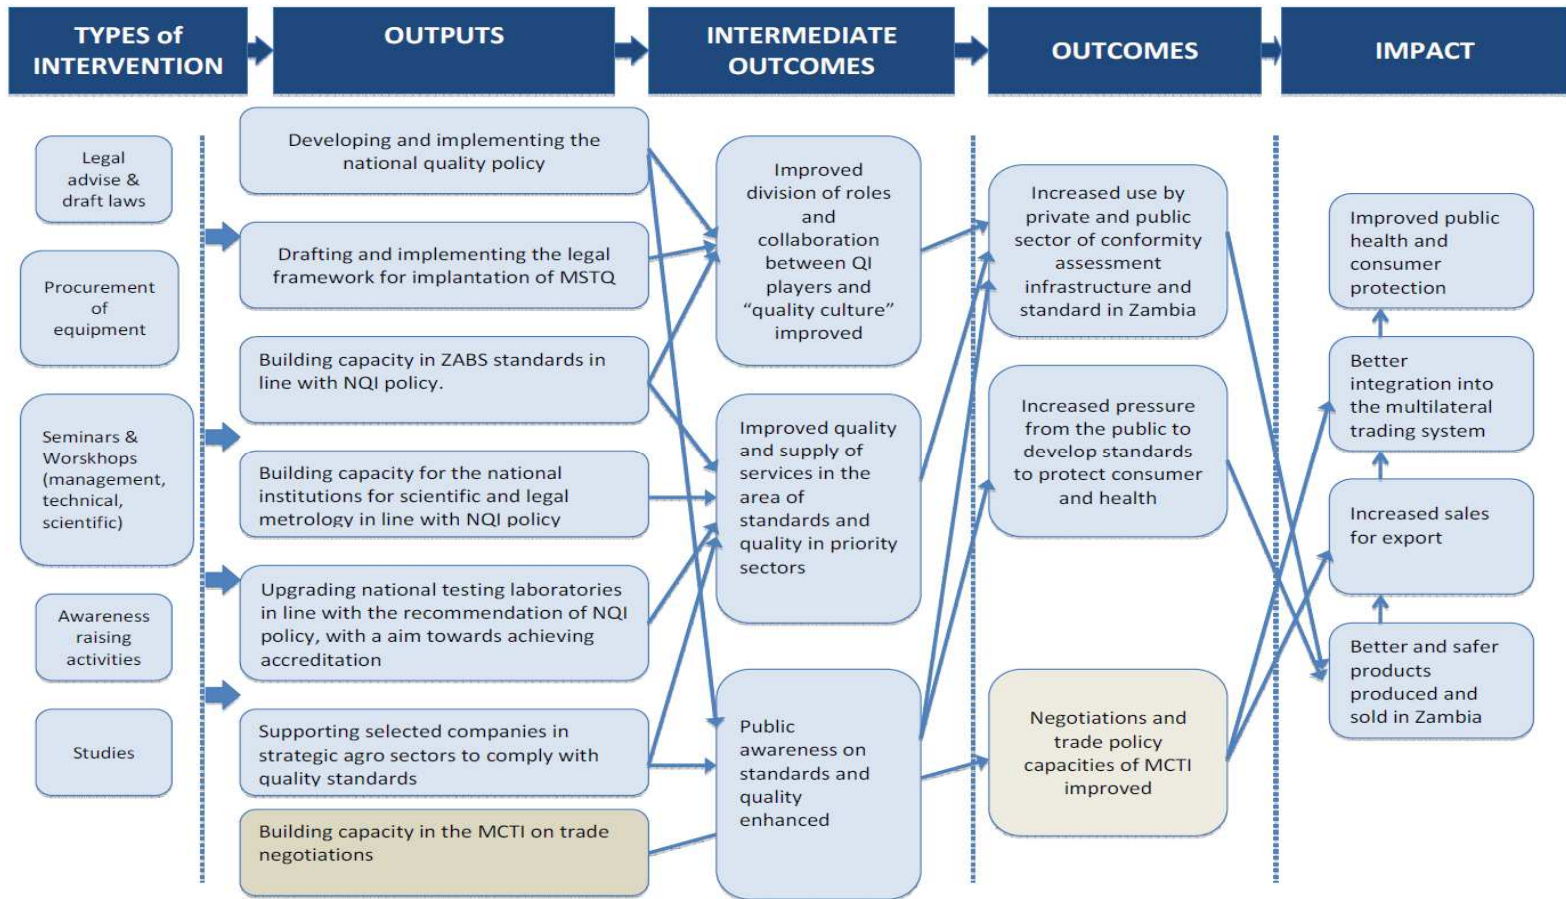 TYPES of
INTERVENTION
OUTPUTS
INTERMEDIATE
OUTCOMES
OUTCOMES
IMPACT
Legal
advise &
draft laws
Procurement
of
equipment
Seminars &
Worskhops
(management,
technical,
scientific)
Awareness
raising
activities
Studies
Developing and implementing the
national quality policy
Drafting and implementing the legal
framework for implantation of MSTQ
Building capacity in ZABS standards in
line with NQI policy.
Building capacity for the national
institutions for scientific and legal
metrology in line with NQI policy
Upgrading national testing laboratories
in line with the recommendation of NQI
policy, with a aim towards achieving
accreditation
Supporting selected companies in
strategic agro sectors to comply with
quality standards
Building capacity in the MCTI on trade
negotiations
Improved
division of roles
and
collaboration
between QI
players and
“quality culture”
improved
Improved quality
and supply of
services in the
area of
standards and
quality in priority
sectors
Public
awareness on
standards and
quality
enhanced
Increased use by
private and public
sector of conformity
assessment
infrastructure and
standard in Zambia
Increased pressure
from the public to
develop standards
to protect consumer
and health
Negotiations and
trade policy
capacities of MCTI
improved
Improved public
health and
consumer
protection
Better
integration into
the multilateral
trading system
Increased sales
for export
Better and safer
products
produced and
sold in Zambia